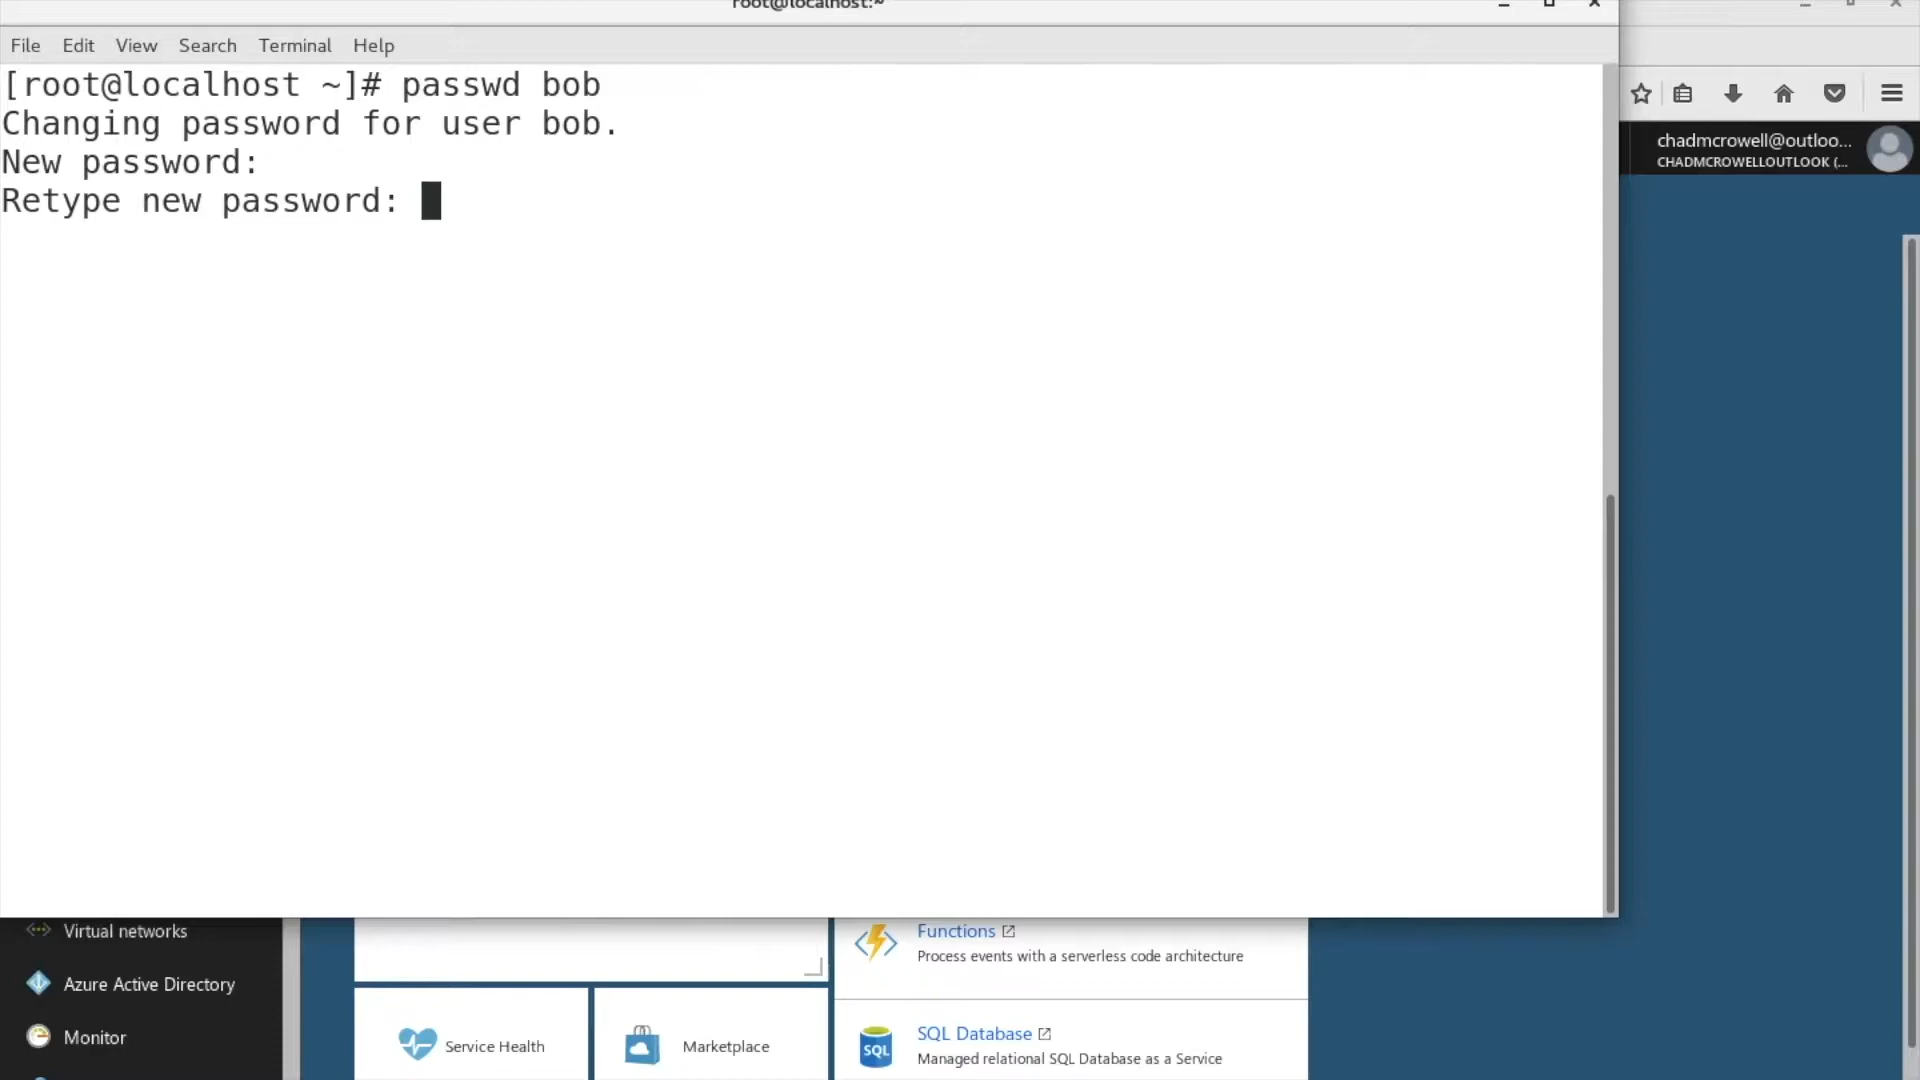 root@localhost:~
File Edit View Search Terminal Help
[root@localhost ~]# passwd bob
Changing password for user bob.
New password:
Retype new password:
chadmcrowell@outloo...
CHADMCROWELLOUTLOOK (...
Virtual networks
Azure Active Directory
Monitor
Service Health
Marketplace
Functions
Process events with a serverless code architecture
SQL
SQL Database
Managed relational SQL Database as a Service